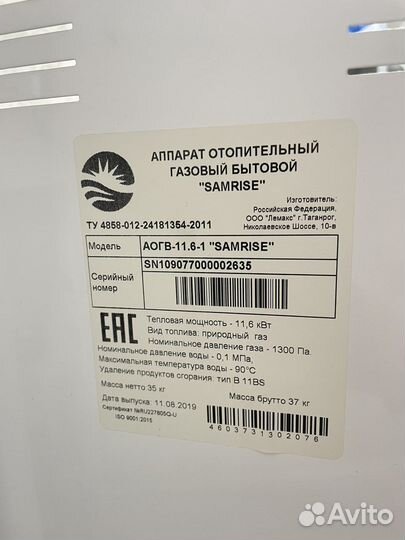 АППАРАТ ОТОПИТЕЛЬНЫЙ
ГАЗОВЫЙ БЫТОВОЙ
"SAMRISE"
Изготовитель:
Российская Федерация,
ООО "Лемакс" г.Таганрог,
Николаевское Шоссе, 10-в
ТУ 4858-012-24181354-2011
Модель АОГВ-11.6-1 "SAMRISE"
Серийный номер SN109077000002635
EAC
Тепловая мощность - 11,6 кВт
Вид топлива: природный газ
Номинальное давление газа - 1300 Па.
Номинальное давление воды - 0,1 МПа,
Максимальная температура воды - 90°С
Удаление продуктов сгорания: тип В 11BS
Масса нетто 35 кг
Масса брутто 37 кг
Дата выпуска: 11.08.2019
Сертификат №RU227805Q-U
ISO 9001:2015
4603731302076
Avito